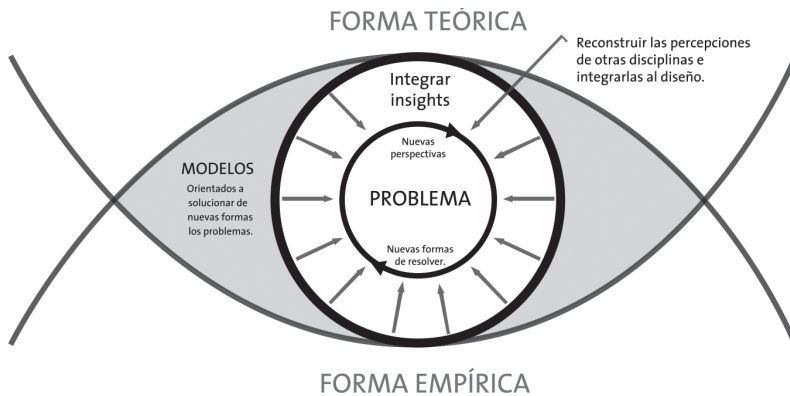 FORMA TEÓRICA
Reconstruir las percepciones
de otras disciplinas e
integrarlas al diseño.
Integrar
insights
Nuevas
perspectivas
MODELOS
Orientados a
solucionar de
nuevas formas
los problemas.
PROBLEMA
Nuevas formas
de resolver.
FORMA EMPÍRICA